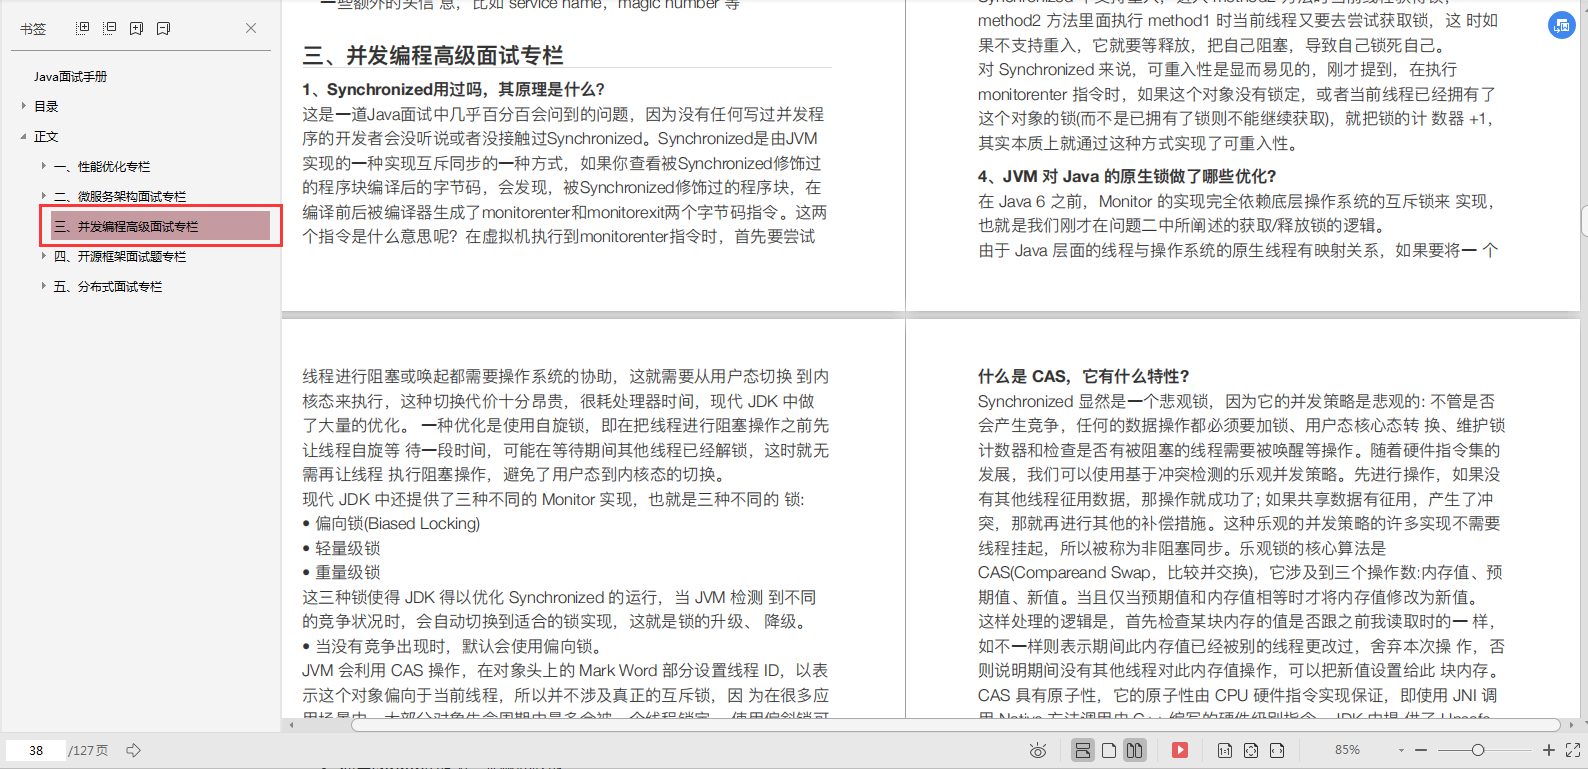 书签
Java面试手册
目录
正文
一、性能优化专栏
二、微服务架构面试专栏
三、并发编程高级面试专栏
四、开源框架面试题专栏
五、分布式面试专栏
一些额外的头信 息，比如 service name，magic number 等
三、并发编程高级面试专栏
1、Synchronized用过吗，其原理是什么?
这是一道Java面试中几乎百分百会问到的问题，因为没有任何写过并发程
序的开发者会没听说或者没接触过Synchronized。Synchronized是由JVM
实现的一种实现互斥同步的一种方式，如果你查看被Synchronized修饰过
的程序块编译后的字节码，会发现，被Synchronized修饰过的程序块，在
编译前后被编译器生成了monitorenter和monitorexit两个字节码指令。这两
个指令是什么意思呢？在虚拟机执行到monitorenter指令时，首先要尝试
method2 方法里面执行 method1 时当前线程又要去尝试获取锁，这 时如
果不支持重入，它就要等释放，把自己阻塞，导致自己锁死自己。
对 Synchronized 来说，可重入性是显而易见的，刚才提到，在执行
monitorenter 指令时，如果这个对象没有锁定，或者当前线程已经拥有了
这个对象的锁(而不是已拥有了锁则不能继续获取)，就把锁的计 数器 +1，
其实本质上就通过这种方式实现了可重入性。
4、JVM 对 Java 的原生锁做了哪些优化?
在 Java 6 之前，Monitor 的实现完全依赖底层操作系统的互斥锁来 实现，
也就是我们刚才在问题二中所阐述的获取/释放锁的逻辑。
由于 Java 层面的线程与操作系统的原生线程有映射关系，如果要将一 个
线程进行阻塞或唤起都需要操作系统的协助，这就需要从用户态切换 到内
核态来执行，这种切换代价十分昂贵，很耗处理器时间，现代 JDK 中做
了大量的优化。 一种优化是使用自旋锁，即在把线程进行阻塞操作之前先
让线程自旋等 待一段时间，可能在等待期间其他线程已经解锁，这时就无
需再让线程 执行阻塞操作，避免了用户态到内核态的切换。
现代 JDK 中还提供了三种不同的 Monitor 实现，也就是三种不同的 锁:
• 偏向锁(Biased Locking)
• 轻量级锁
• 重量级锁
这三种锁使得 JDK 得以优化 Synchronized 的运行，当 JVM 检测 到不同
的竞争状况时，会自动切换到适合的锁实现，这就是锁的升级、 降级。
• 当没有竞争出现时，默认会使用偏向锁。
JVM 会利用 CAS 操作，在对象头上的 Mark Word 部分设置线程 ID，以表
示这个对象偏向于当前线程，所以并不涉及真正的互斥锁，因 为在很多应
什么是 CAS，它有什么特性?
Synchronized 显然是一个悲观锁，因为它的并发策略是悲观的: 不管是否
会产生竞争，任何的数据操作都必须要加锁、用户态核心态转 换、维护锁
计数器和检查是否有被阻塞的线程需要被唤醒等操作。随着硬件指令集的
发展，我们可以使用基于冲突检测的乐观并发策略。先进行操作，如果没
有其他线程征用数据，那操作就成功了; 如果共享数据有征用，产生了冲
突，那就再进行其他的补偿措施。这种乐观的并发策略的许多实现不需要
线程挂起，所以被称为非阻塞同步。乐观锁的核心算法是
CAS(Compareand Swap，比较并交换)，它涉及到三个操作数:内存值、预
期值、新值。当且仅当预期值和内存值相等时才将内存值修改为新值。
这样处理的逻辑是，首先检查某块内存的值是否跟之前我读取时的一 样，
如不一样则表示期间此内存值已经被别的线程更改过，舍弃本次操 作，否
则说明期间没有其他线程对此内存值操作，可以把新值设置给此 块内存。
CAS 具有原子性，它的原子性由 CPU 硬件指令实现保证，即使用 JNI 调
38 /127页
1:1
85%